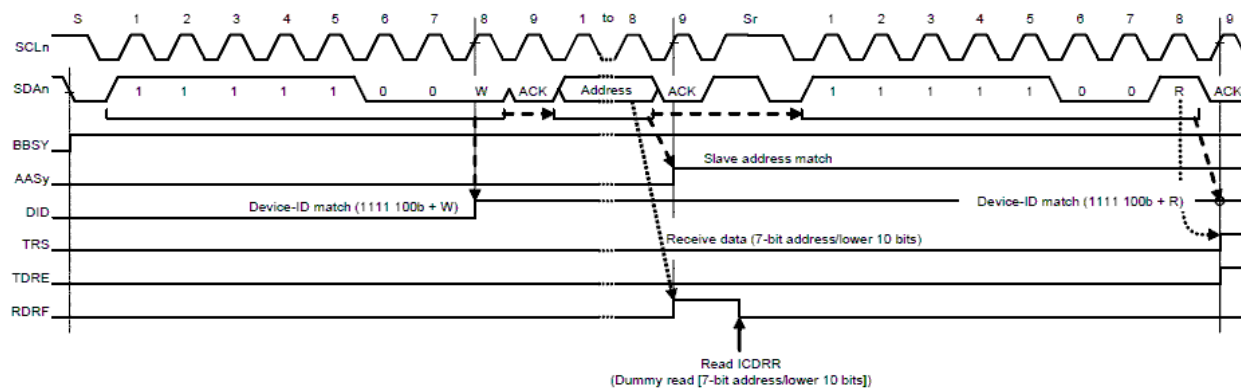 S 1 2 3 4 5 6 7 8 9 1 to 8 9 Sr 1 2 3 4 5 6 7 8 9
SCLn
SDAn 1 1 1 1 1 0 0 W ACK Address ACK 1 1 1 1 1 0 0 R ACK
BBSY
Slave address match
AASy
Device-ID match (1111 100b + W) Device-ID match (1111 100b + R)
DID
Receive data (7-bit address/lower 10 bits)
TRS
TDRE
RDRF
Read ICDRR
(Dummy read [7-bit address/lower 10 bits])